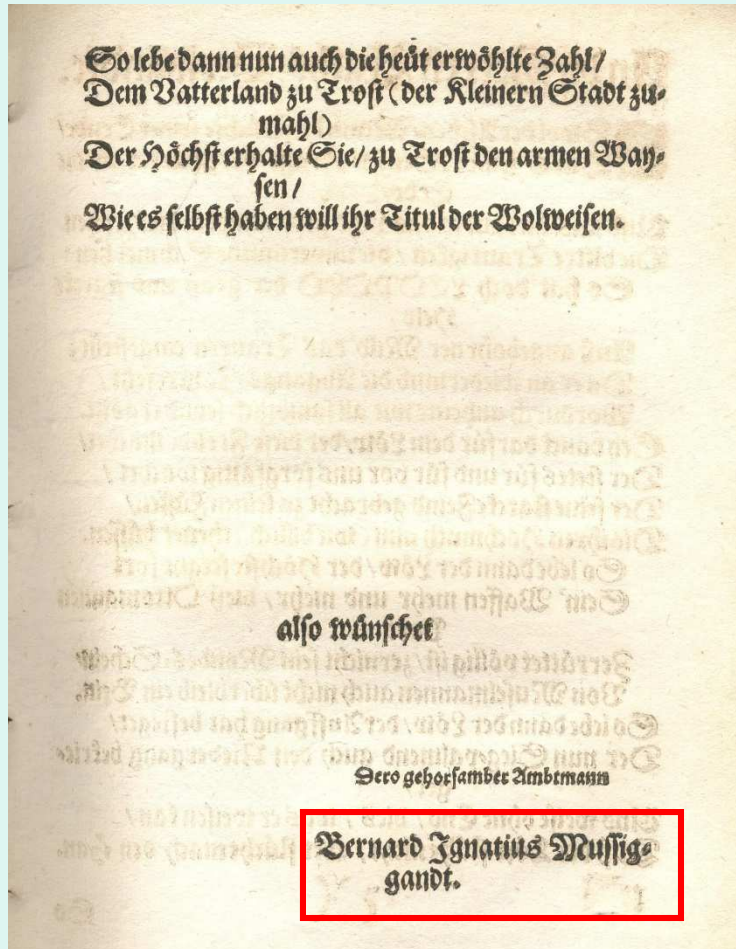 So lebe dann nun auch die heüt erwöhlte Zahl/
Dem Vatterland zu Trost (der Kleinern Stadt zu-
mahl)
Der Höchst erhalte Sie/ zu Trost den armen Way-
sen/
Wie es selbst haben will ihr Titul der Wolweisen.
also wünschet
Dero gehorsamber Ambtmann
Bernard Ignatius Mussig-
gandt.